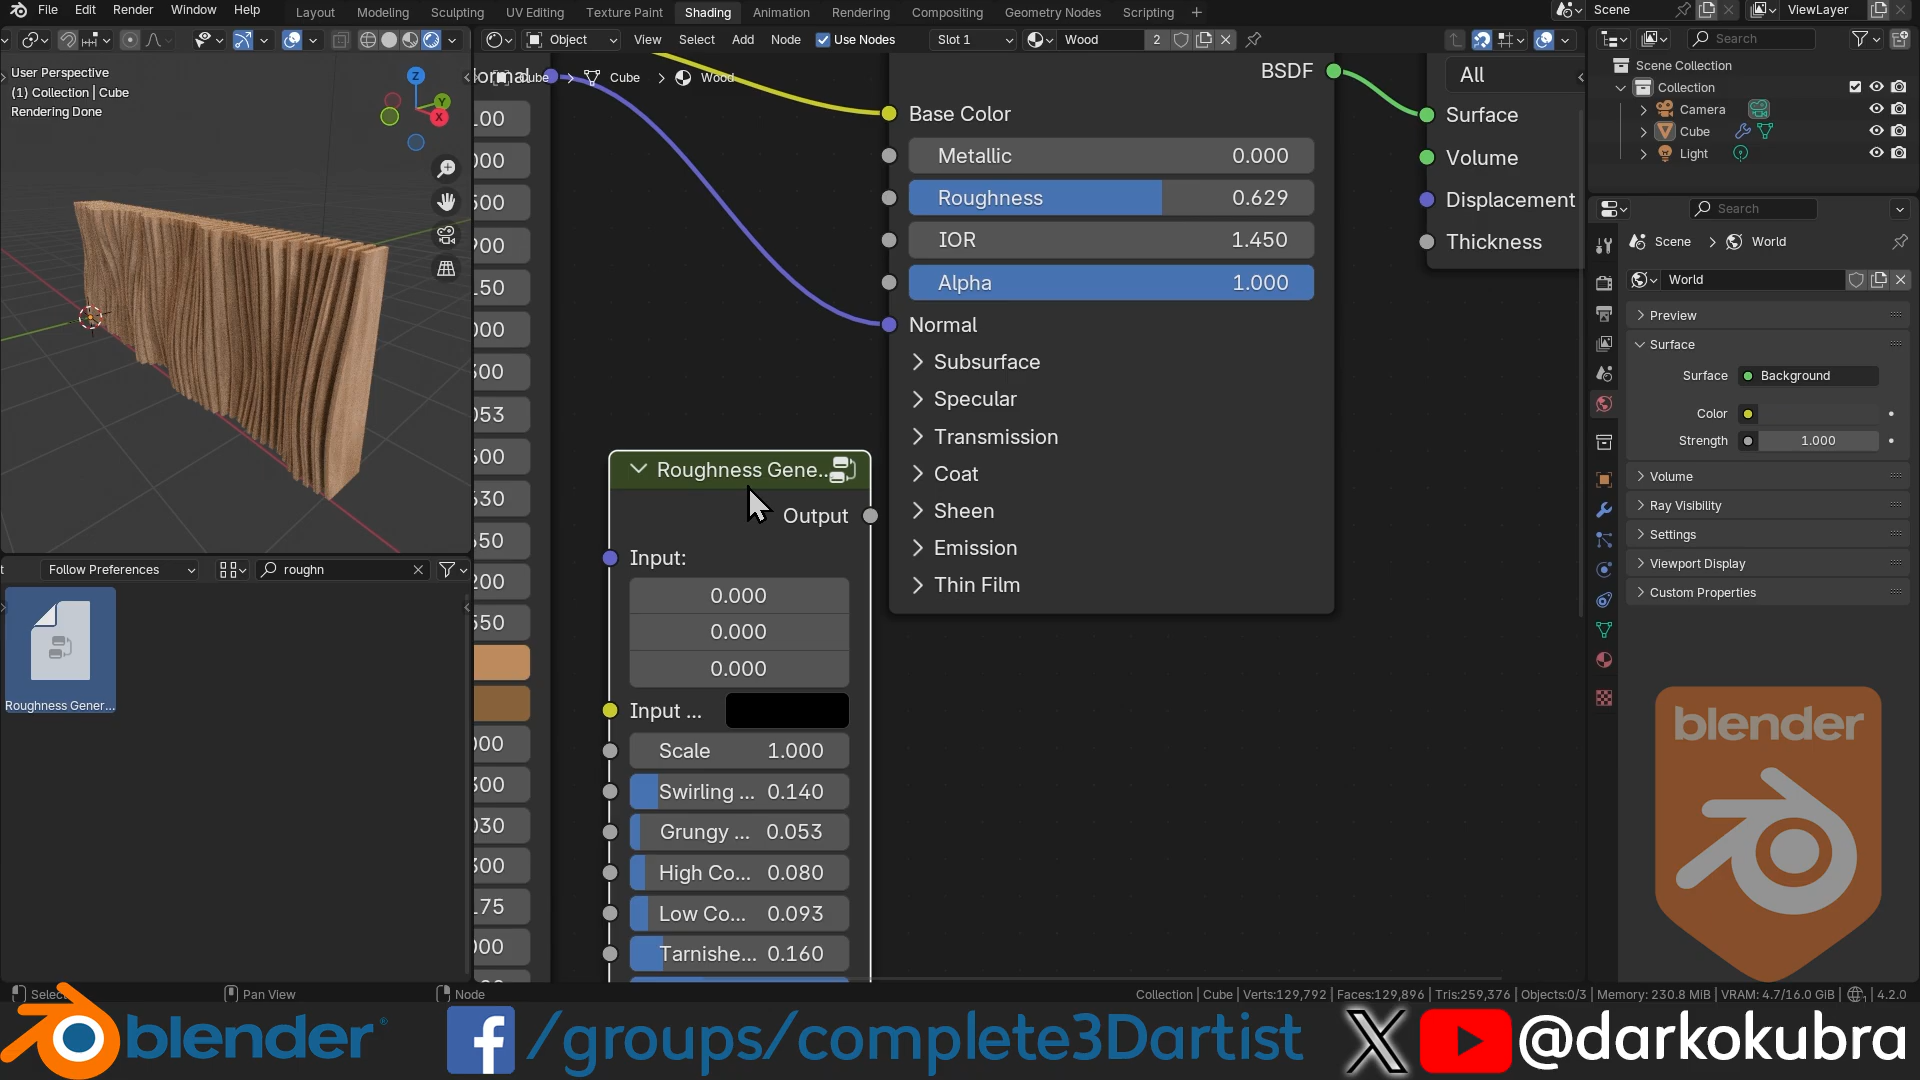 File Edit Render Window Help Layout Modeling Sculpting UV Editing Texture Paint Shading Animation Rendering Compositing Geometry Nodes Scripting + Scene ViewLayer
Object View Select Add Node Use Nodes Slot 1 Wood 2 Search
User Perspective
(1) Collection | Cube
Rendering Done
Z
Y
X
Cube > Cube > Wood
BSDF
Base Color
Metallic 0.000
Roughness 0.629
IOR 1.450
Alpha 1.000
Normal
Subsurface
Specular
Transmission
Coat
Sheen
Emission
Thin Film
All
Surface
Volume
Displacement
Thickness
Roughness Gene..
Output
Input:
0.000
0.000
0.000
Input ...
Scale 1.000
Swirling ... 0.140
Grungy ... 0.053
High Co... 0.080
Low Co... 0.093
Tarnishe... 0.160
Follow Preferences roughn
Roughness Gener...
Scene Collection
Collection
Camera
Cube
Light
Search
Scene > World
World
Preview
Surface
Surface Background
Color
Strength 1.000
Volume
Ray Visibility
Settings
Viewport Display
Custom Properties
blender
Select Pan View Node Collection | Cube | Verts:129,792 | Faces:129,896 | Tris:259,376 | Objects:0/3 | Memory: 230.8 MiB | VRAM: 4.7/16.0 GiB | 4.2.0
blender ® f /groups/complete3Dartist X @darkokubra